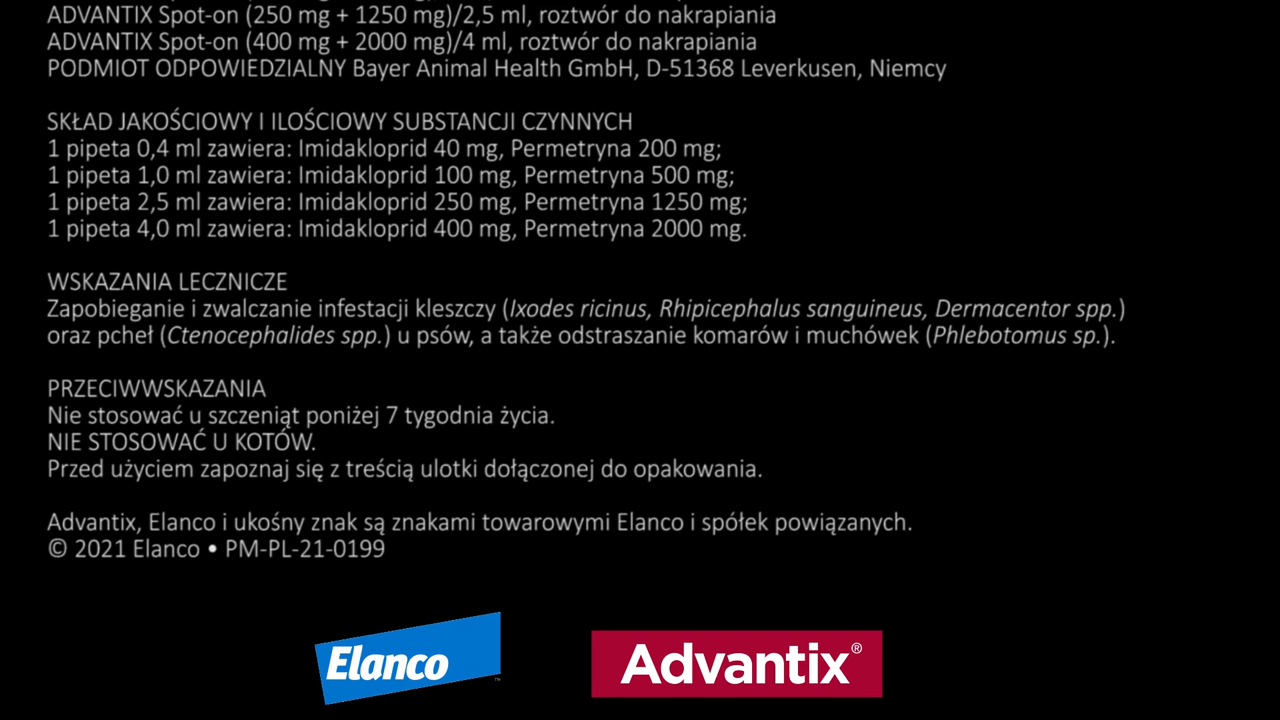 ADVANTIX Spot-on (250 mg + 1250 mg)/2,5 ml, roztwór do nakrapiania
ADVANTIX Spot-on (400 mg + 2000 mg)/4 ml, roztwór do nakrapiania
PODMIOT ODPOWIEDZIALNY Bayer Animal Health GmbH, D-51368 Leverkusen, Niemcy
SKŁAD JAKOŚCIOWY I ILOŚCIOWY SUBSTANCJI CZYNNYCH
1 pipeta 0,4 ml zawiera: Imidakloprid 40 mg, Permetryna 200 mg;
1 pipeta 1,0 ml zawiera: Imidakloprid 100 mg, Permetryna 500 mg;
1 pipeta 2,5 ml zawiera: Imidakloprid 250 mg, Permetryna 1250 mg;
1 pipeta 4,0 ml zawiera: Imidakloprid 400 mg, Permetryna 2000 mg.
WSKAZANIA LECZNICZE
Zapobieganie i zwalczanie infestacji kleszczy (Ixodes ricinus, Rhipicephalus sanguineus, Dermacentor spp.)
oraz pcheł (Ctenocephalides spp.) u psów, a także odstraszanie komarów i muchówek (Phlebotomus sp.).
PRZECIWWSKAZANIA
Nie stosować u szczeniąt poniżej 7 tygodnia życia.
NIE STOSOWAĆ U KOTÓW.
Przed użyciem zapoznaj się z treścią ulotki dołączonej do opakowania.
Advantix, Elanco i ukośny znak są znakami towarowymi Elanco i spółek powiązanych.
© 2021 Elanco • PM-PL-21-0199
Elanco™
Advantix®